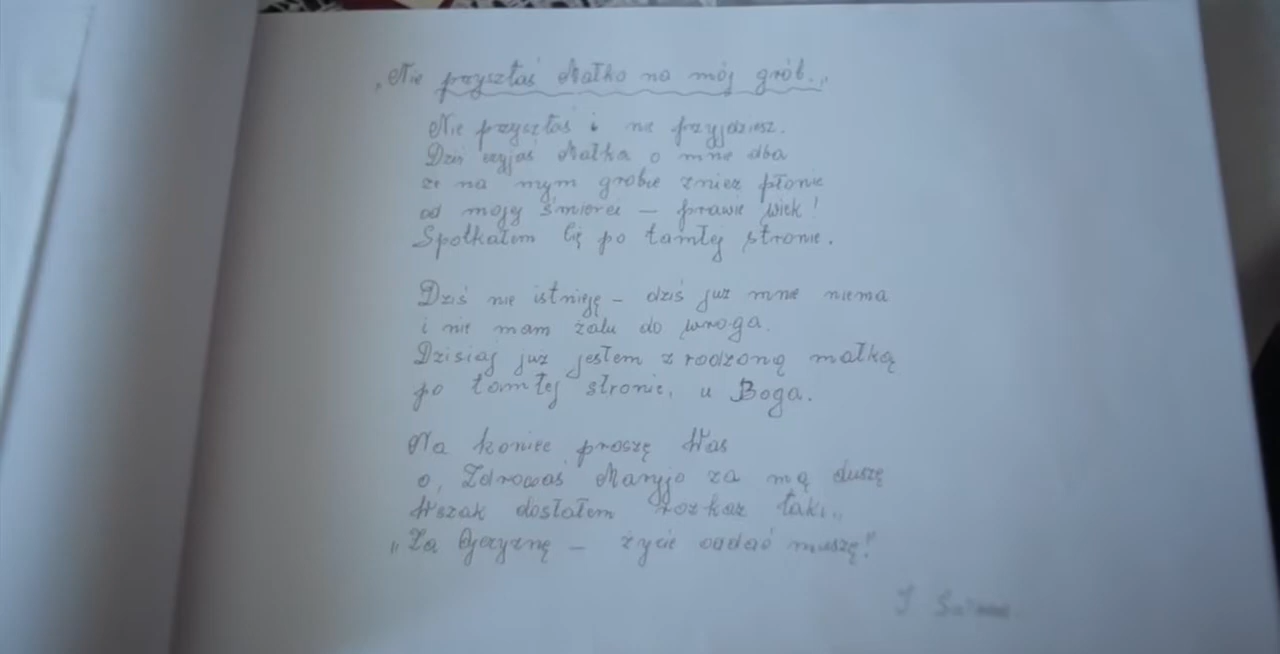 „Nie przyszłaś Matko na mój grób.„
Nie przyszłaś i nie przyjdziesz.
Dziś czyjaś Matka o mnie dba
że na mym grobie znicz płonie
od mojej śmierci – prawie wiek!
Spotkałem Cię po tamtej stronie.
Dziś nie istnieję – dziś już mnie niema
i nie mam żalu do wroga.
Dzisiaj już jestem z rodzoną matką
po tamtej stronie, u Boga.
Na koniec proszę Was
o, Zdrowaś Maryjo za mą duszę
Wszak dostałem rozkaz taki„
„Za Ojczyznę – życie oddać muszę!"